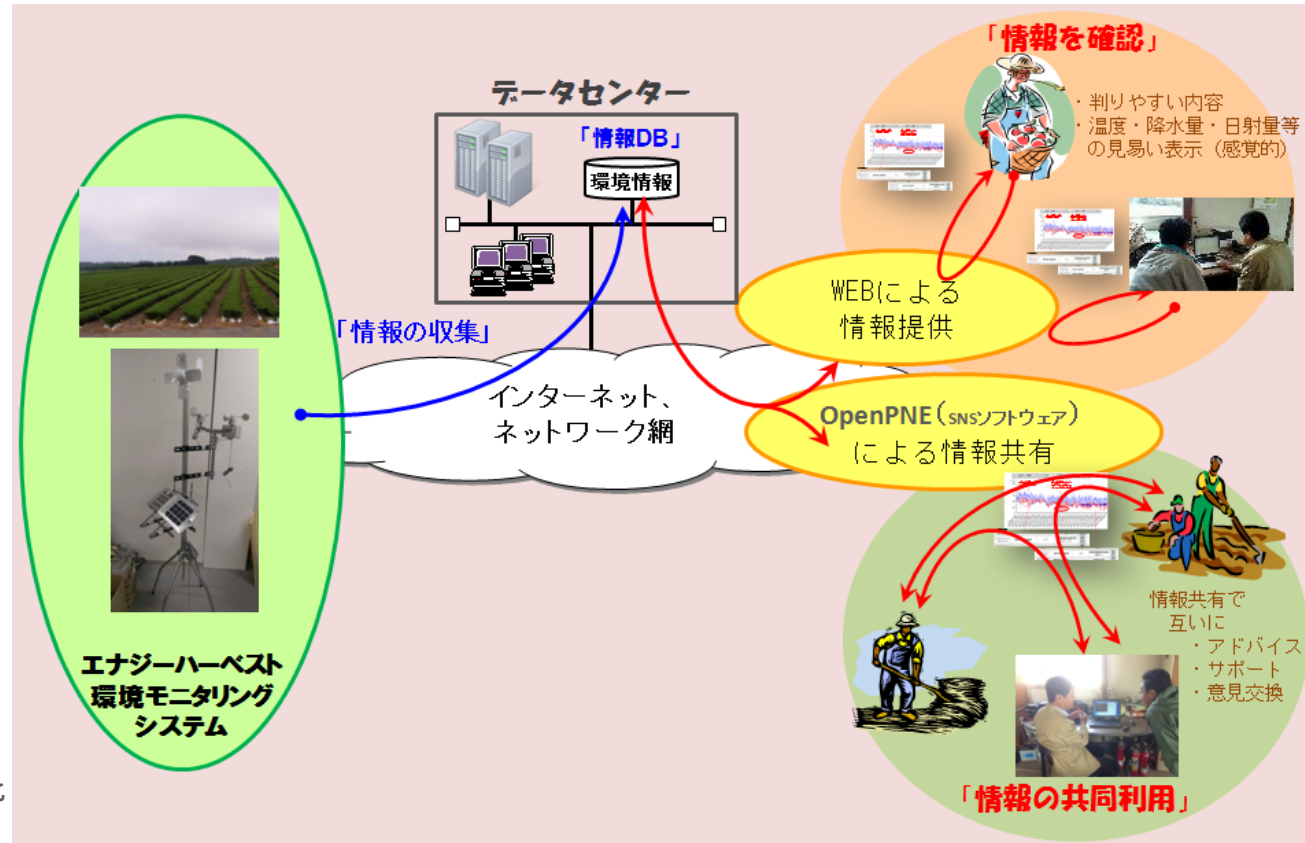 「情報を確認」
データセンター
・判りやすい内容
・温度・降水量・日射量等
の見易い表示（感覚的）
「情報DB」
環境情報
WEBによる
情報提供
「情報の収集」
インターネット、
ネットワーク網
OpenPNE（SNSソフトウェア）
による情報共有
情報共有で
互いに
・アドバイス
・サポート
・意見交換
エナジーハーベスト
環境モニタリング
システム
「情報の共同利用」